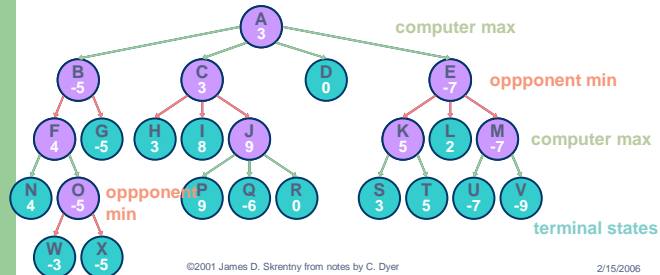 A
3
computer max
B
-5
C
3
D
0
E
-7
oppponent min
F
4
G
-5
H
3
I
8
J
9
K
5
L
2
M
-7
computer max
N
4
O
-5
oppponent
min
P
9
Q
-6
R
0
S
3
T
5
U
-7
V
-9
terminal states
W
-3
X
-5
©2001 James D. Skrentny from notes by C. Dyer
2/15/2006